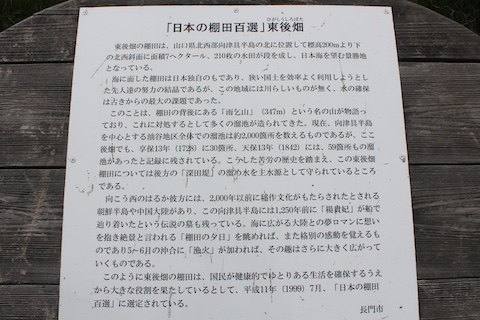 「日本の棚田百選」東後畑
ひがしうしろばた
東後畑の棚田は、山口県北西部向津具半島の北に位置して標高200mより下
の北西斜面に面積7ヘクタール、210枚の水田が段を成し、日本海を望む景勝地
となっている。
海に面した棚田は日本独自のものであり、狭い国土を効率よく利用しようとし
た先人達の努力の結晶であるが、この地域には川らしいものが無く、水の確保
は古きからの最大の課題であった。
このことは、棚田の背後にある「雨乞山」(347m)という名の山が物語っ
ており、これに対処するとして多くの溜池が造られてきた。現在、向津具半島
を中心とする油谷地区全体での溜池は約2,000箇所を数えるものであるが、ここ
後畑でも、享保13年(1728)に30箇所、天保13年(1842)には、59箇所もの溜
池があったと記録に残されている。こうした苦労の歴史を踏まえ、この東後畑
棚田については後方の「深田堤」の溜め水を主水源として守られているところ
である。
向こう西のはるか彼方には、2,000年以前に稲作文化がもたらされたとされる
朝鮮半島や中国大陸があり、この向津具半島には1,250年前に「楊貴妃」が船で
辿り着いたという伝説の墓も残っている。海に広がる大陸との夢ロマンに想い
を抱き絶景と言われる「棚田の夕日」を眺めれば、また格別の感動を覚えるも
のであり5～6月の沖合に「漁火」が加われば、その趣はさらに大きく広がって
いくものである。
このように東後畑の棚田は、国民が健康的でゆとりある生活を確保するうえ
から大きな役割を果たしているとして、平成11年(1999)7月、「日本の棚田
百選」に選定されている。
長門市